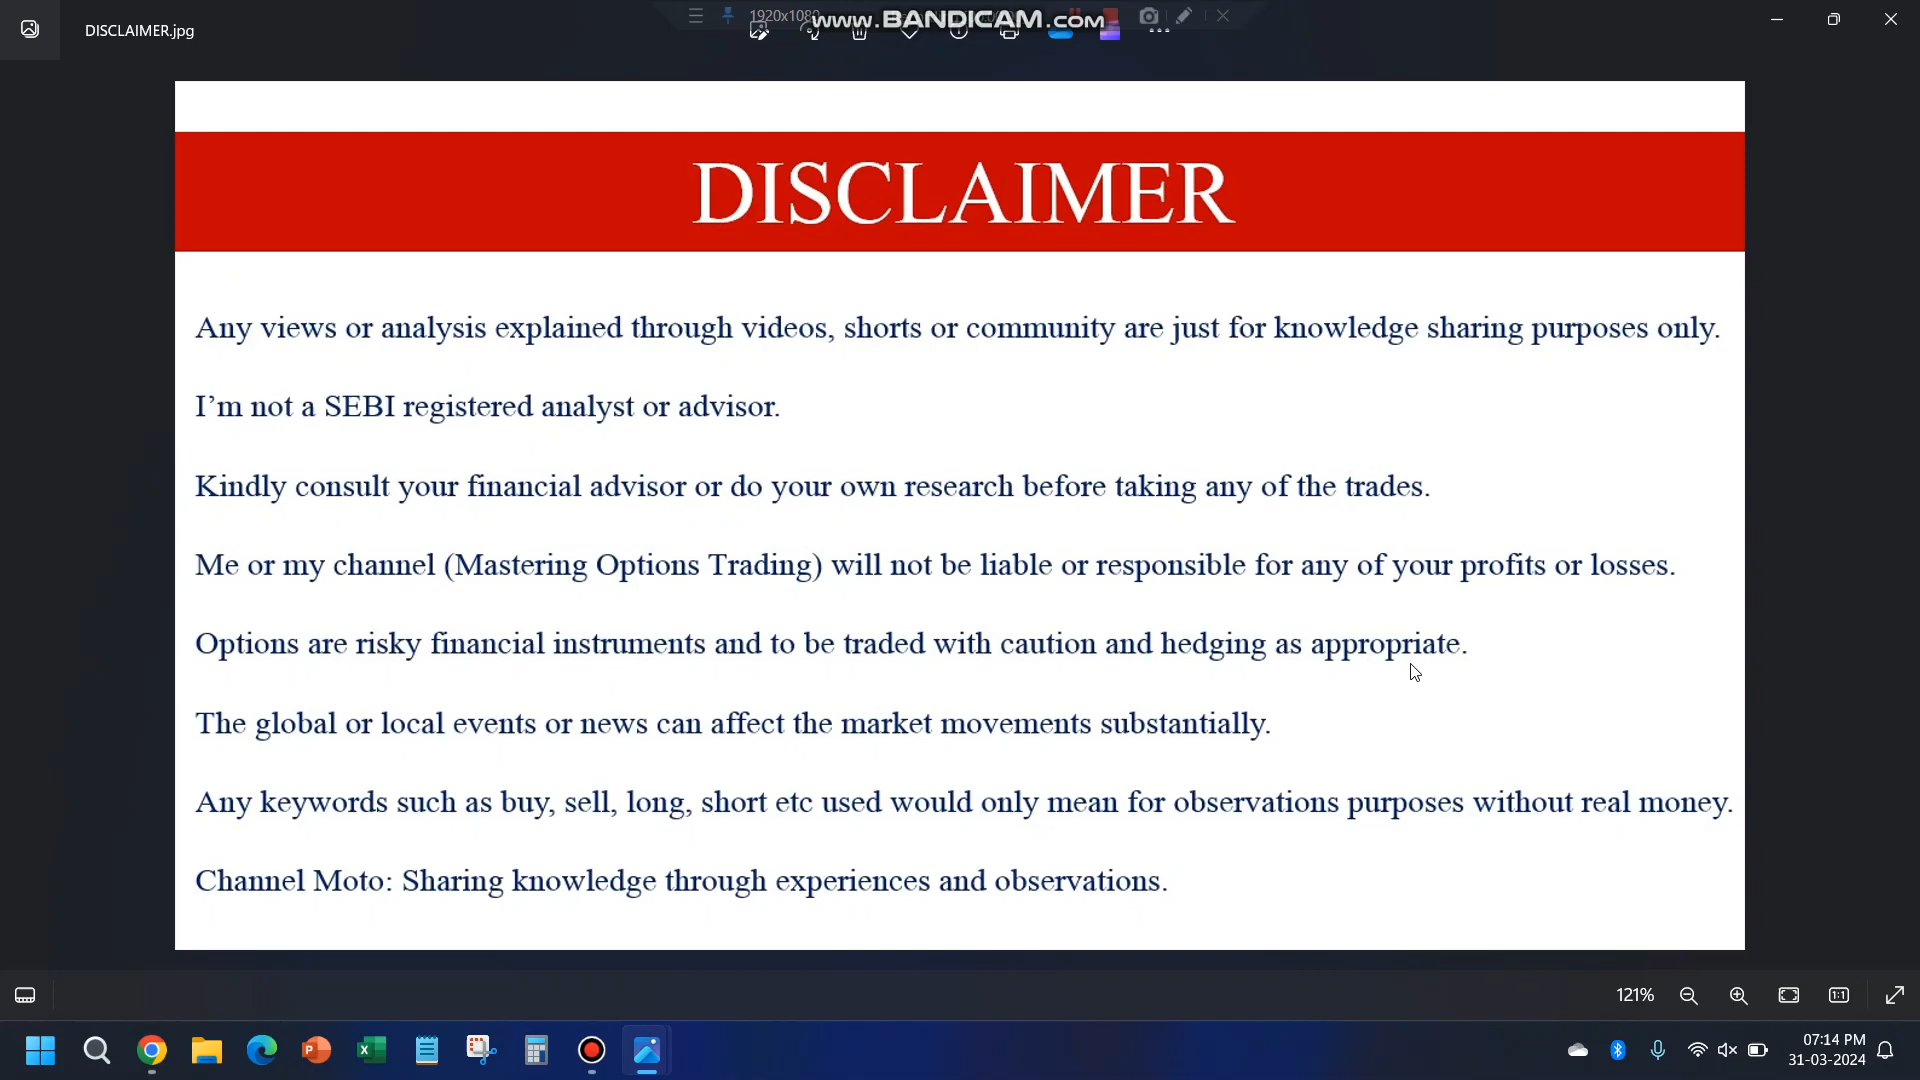 DISCLAIMER.jpg
1920x1080
www.BANDICAM.com
DISCLAIMER
Any views or analysis explained through videos, shorts or community are just for knowledge sharing purposes only.
I’m not a SEBI registered analyst or advisor.
Kindly consult your financial advisor or do your own research before taking any of the trades.
Me or my channel (Mastering Options Trading) will not be liable or responsible for any of your profits or losses.
Options are risky financial instruments and to be traded with caution and hedging as appropriate.
The global or local events or news can affect the market movements substantially.
Any keywords such as buy, sell, long, short etc used would only mean for observations purposes without real money.
Channel Moto: Sharing knowledge through experiences and observations.
121%
1:1
07:14 PM
31-03-2024